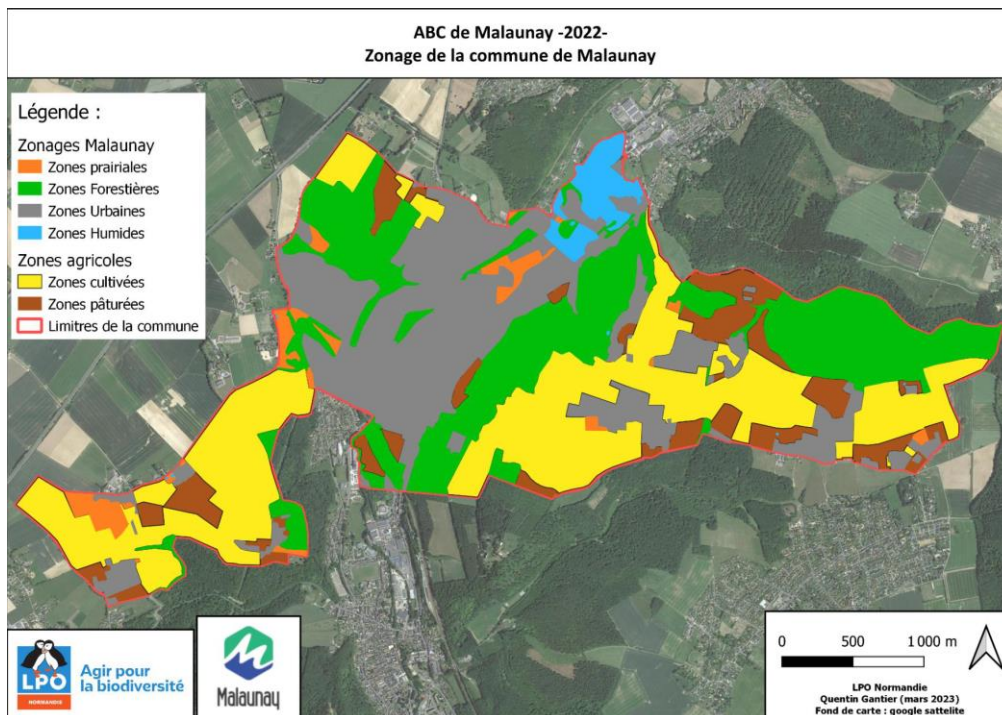 ABC de Malaunay -2022-
Zonage de la commune de Malaunay
Légende :
Zonages Malaunay
Zones prairiales
Zones Forestières
Zones Urbaines
Zones Humides
Zones agricoles
Zones cultivées
Zones pâturées
Limitres de la commune
LPO
NORMANDIE
Agir pour
la biodiversité
Malaunay
0 500 1 000 m
LPO Normandie
Quentin Gantier (mars 2023)
Fond de carte : google sattelite